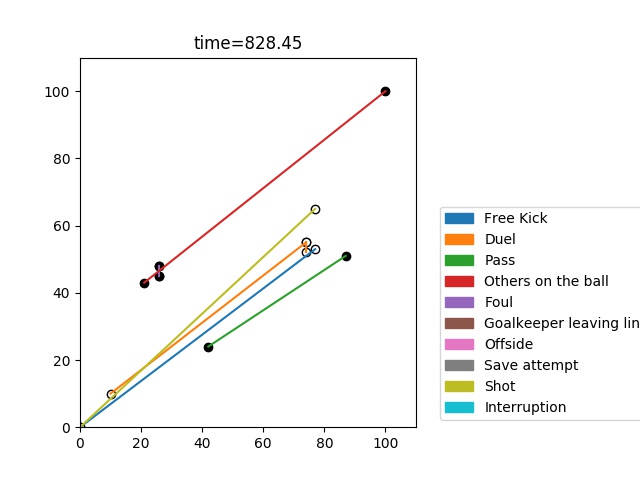 time=828.45
100
80
60
40
20
0
0 20 40 60 80 100
Free Kick
Duel
Pass
Others on the ball
Foul
Goalkeeper leaving lin
Offside
Save attempt
Shot
Interruption